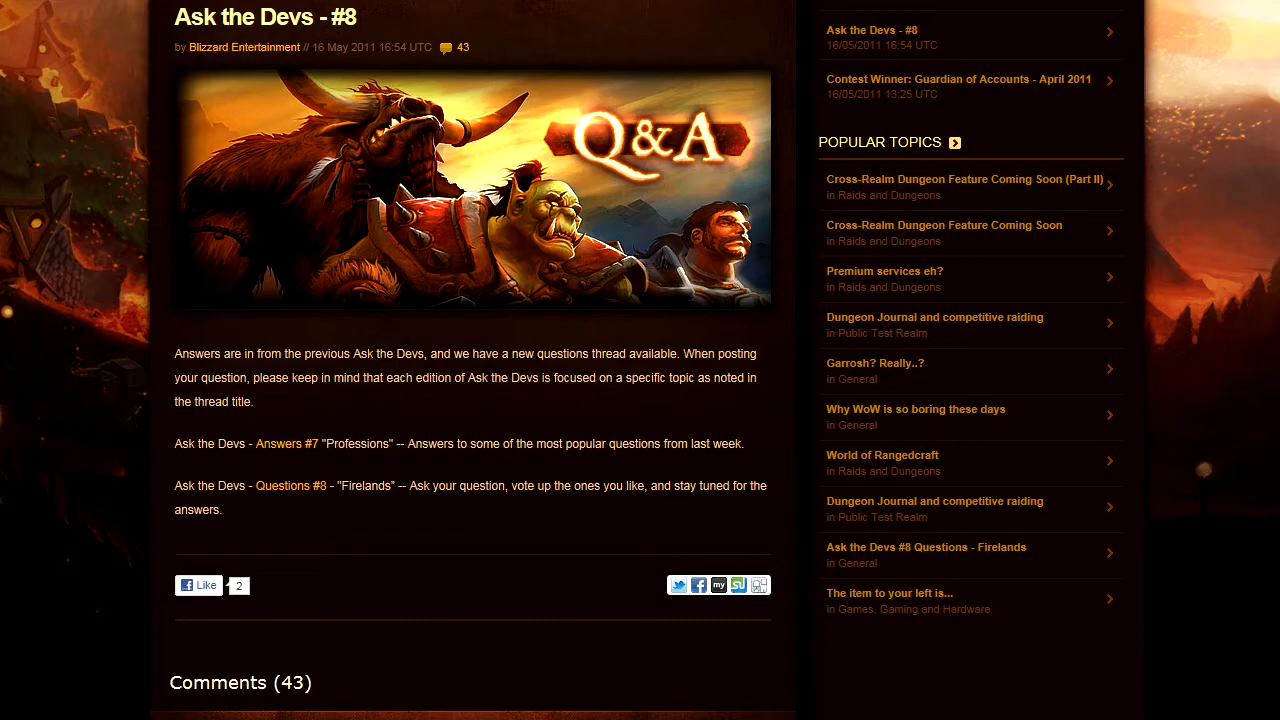 Ask the Devs - #8
by Blizzard Entertainment // 16 May 2011 16:54 UTC 43
Q&A
Answers are in from the previous Ask the Devs, and we have a new questions thread available. When posting
your question, please keep in mind that each edition of Ask the Devs is focused on a specific topic as noted in
the thread title.
Ask the Devs - Answers #7 "Professions" -- Answers to some of the most popular questions from last week.
Ask the Devs - Questions #8 - "Firelands" -- Ask your question, vote up the ones you like, and stay tuned for the
answers.
Like 2
my
Comments (43)
Ask the Devs - #8
16/05/2011 16:54 UTC
Contest Winner: Guardian of Accounts - April 2011
16/05/2011 13:25 UTC
POPULAR TOPICS
Cross-Realm Dungeon Feature Coming Soon (Part II)
in Raids and Dungeons
Cross-Realm Dungeon Feature Coming Soon
in Raids and Dungeons
Premium services eh?
in Raids and Dungeons
Dungeon Journal and competitive raiding
in Public Test Realm
Garrosh? Really..?
in General
Why WoW is so boring these days
in General
World of Rangedcraft
in Raids and Dungeons
Dungeon Journal and competitive raiding
in Public Test Realm
Ask the Devs #8 Questions - Firelands
in General
The item to your left is...
in Games, Gaming and Hardware